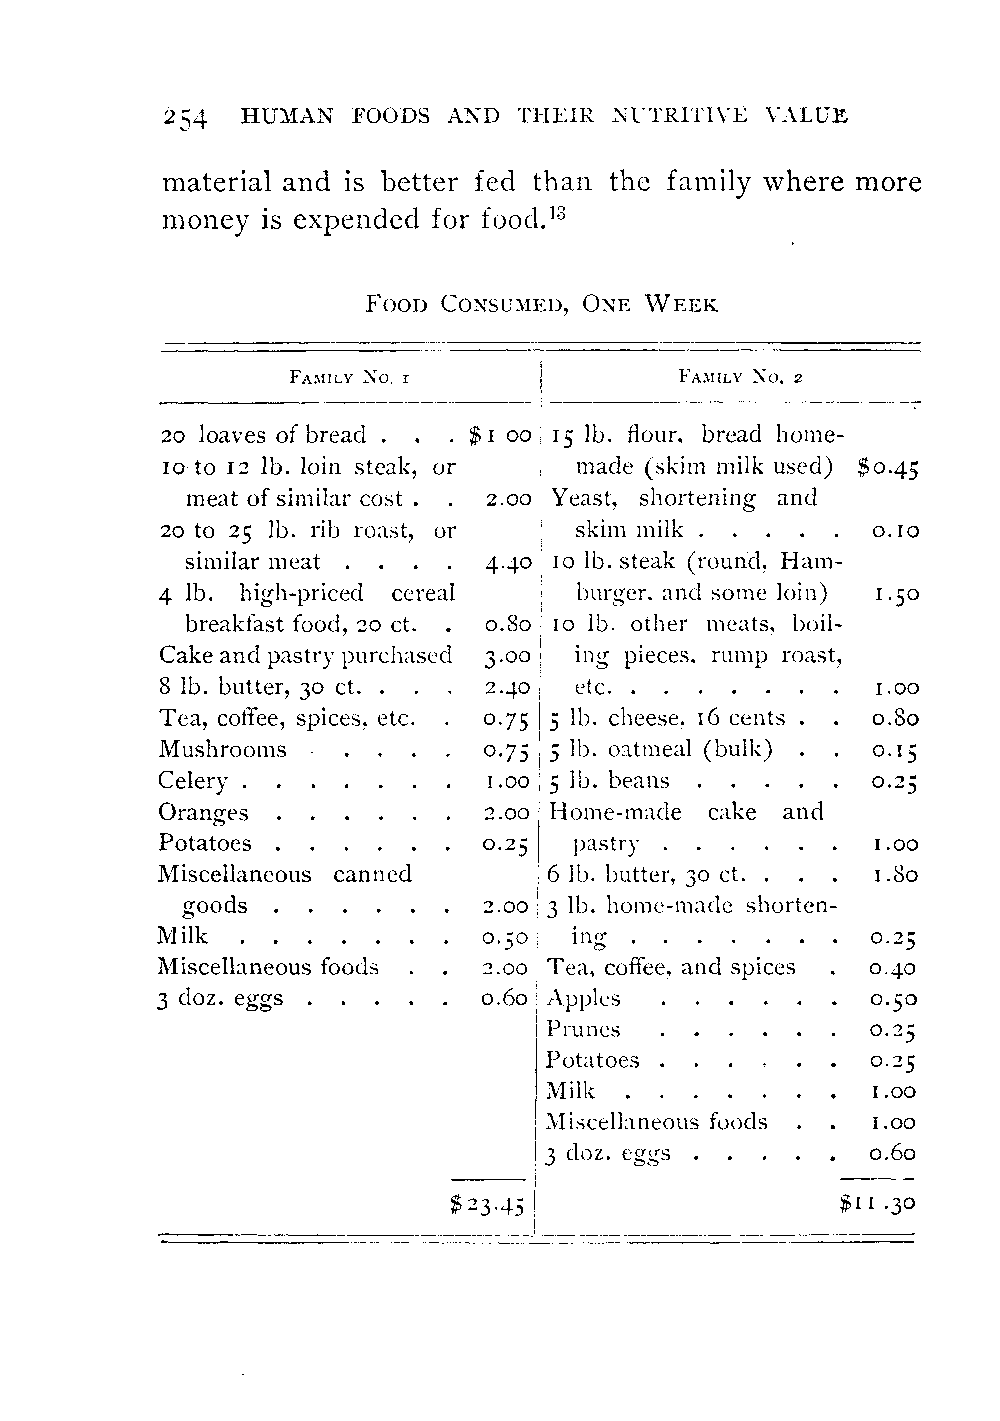 254 HUMAN FOODS AND THEIR NUTRITIVE VALUE
material and is better fed than the family where more
money is expended for food.¹³
FOOD CONSUMED, ONE WEEK
FAMILY NO. 1
20 loaves of bread . . . $1 00
10 to 12 lb. loin steak, or
meat of similar cost . . 2.00
20 to 25 lb. rib roast, or
similar meat . . . . 4.40
4 lb. high-priced cereal
breakfast food, 20 ct. . 0.80
Cake and pastry purchased 3.00
8 lb. butter, 30 ct. . . . 2.40
Tea, coffee, spices, etc. . 0.75
Mushrooms . . . . . 0.75
Celery . . . . . . . 1.00
Oranges . . . . . . 2.00
Potatoes . . . . . . 0.25
Miscellaneous canned
goods . . . . . . 2.00
Milk . . . . . . . 0.50
Miscellaneous foods . . 2.00
3 doz. eggs . . . . . 0.60
$23.45
FAMILY NO. 2
15 lb. flour, bread home-
made (skim milk used) $0.45
Yeast, shortening and
skim milk . . . . . 0.10
10 lb. steak (round, Ham-
burger, and some loin) 1.50
10 lb. other meats, boil-
ing pieces, rump roast,
etc. . . . . . . . 1.00
5 lb. cheese, 16 cents . . 0.80
5 lb. oatmeal (bulk) . . 0.15
5 lb. beans . . . . . 0.25
Home-made cake and
pastry . . . . . . 1.00
6 lb. butter, 30 ct. . . . 1.80
3 lb. home-made shorten-
ing . . . . . . . 0.25
Tea, coffee, and spices . 0.40
Apples . . . . . . 0.50
Prunes . . . . . . 0.25
Potatoes . . . . . . 0.25
Milk . . . . . . . 1.00
Miscellaneous foods . . 1.00
3 doz. eggs . . . . . 0.60
$11.30